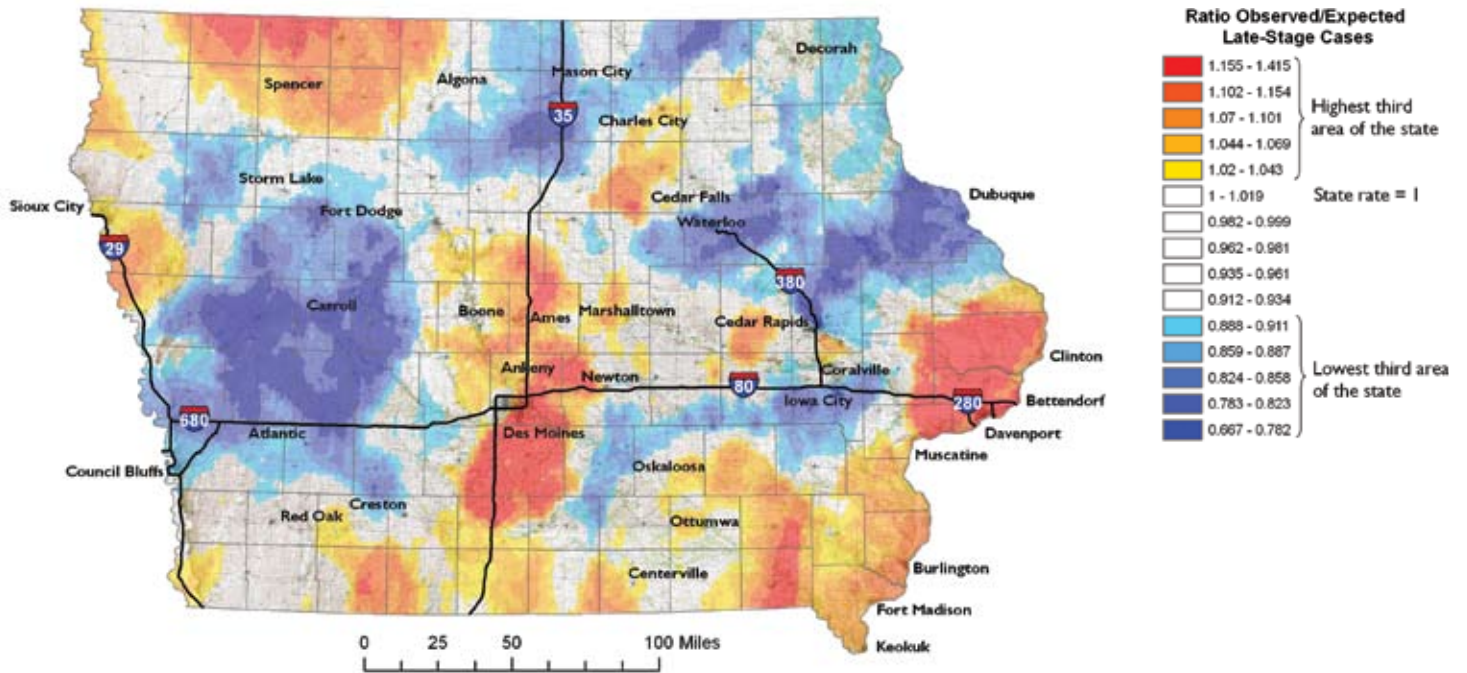 Ratio Observed/Expected
Late-Stage Cases
1.155 - 1.415
1.102 - 1.154
1.07 - 1.101
1.044 - 1.069
1.02 - 1.043
Highest third
area of the state
1 - 1.019
State rate = 1
0.982 - 0.999
0.962 - 0.981
0.935 - 0.961
0.912 - 0.934
0.888 - 0.911
0.859 - 0.887
0.824 - 0.858
0.783 - 0.823
0.667 - 0.782
Lowest third area
of the state
Decorah
Mason City
Algona
Spencer
35
Charles City
Storm Lake
Cedar Falls
Dubuque
Sioux City
Fort Dodge
Waterloo
29
380
Carroll
Boone
Ames
Marshalltown
Cedar Rapids
Clinton
Ankeny
Newton
Coralville
80
Iowa City
280
Bettendorf
680
Atlantic
Des Moines
Davenport
Muscatine
Council Bluffs
Oskaloosa
Creston
Red Oak
Ottumwa
Centerville
Burlington
Fort Madison
Keokuk
0 25 50 100 Miles